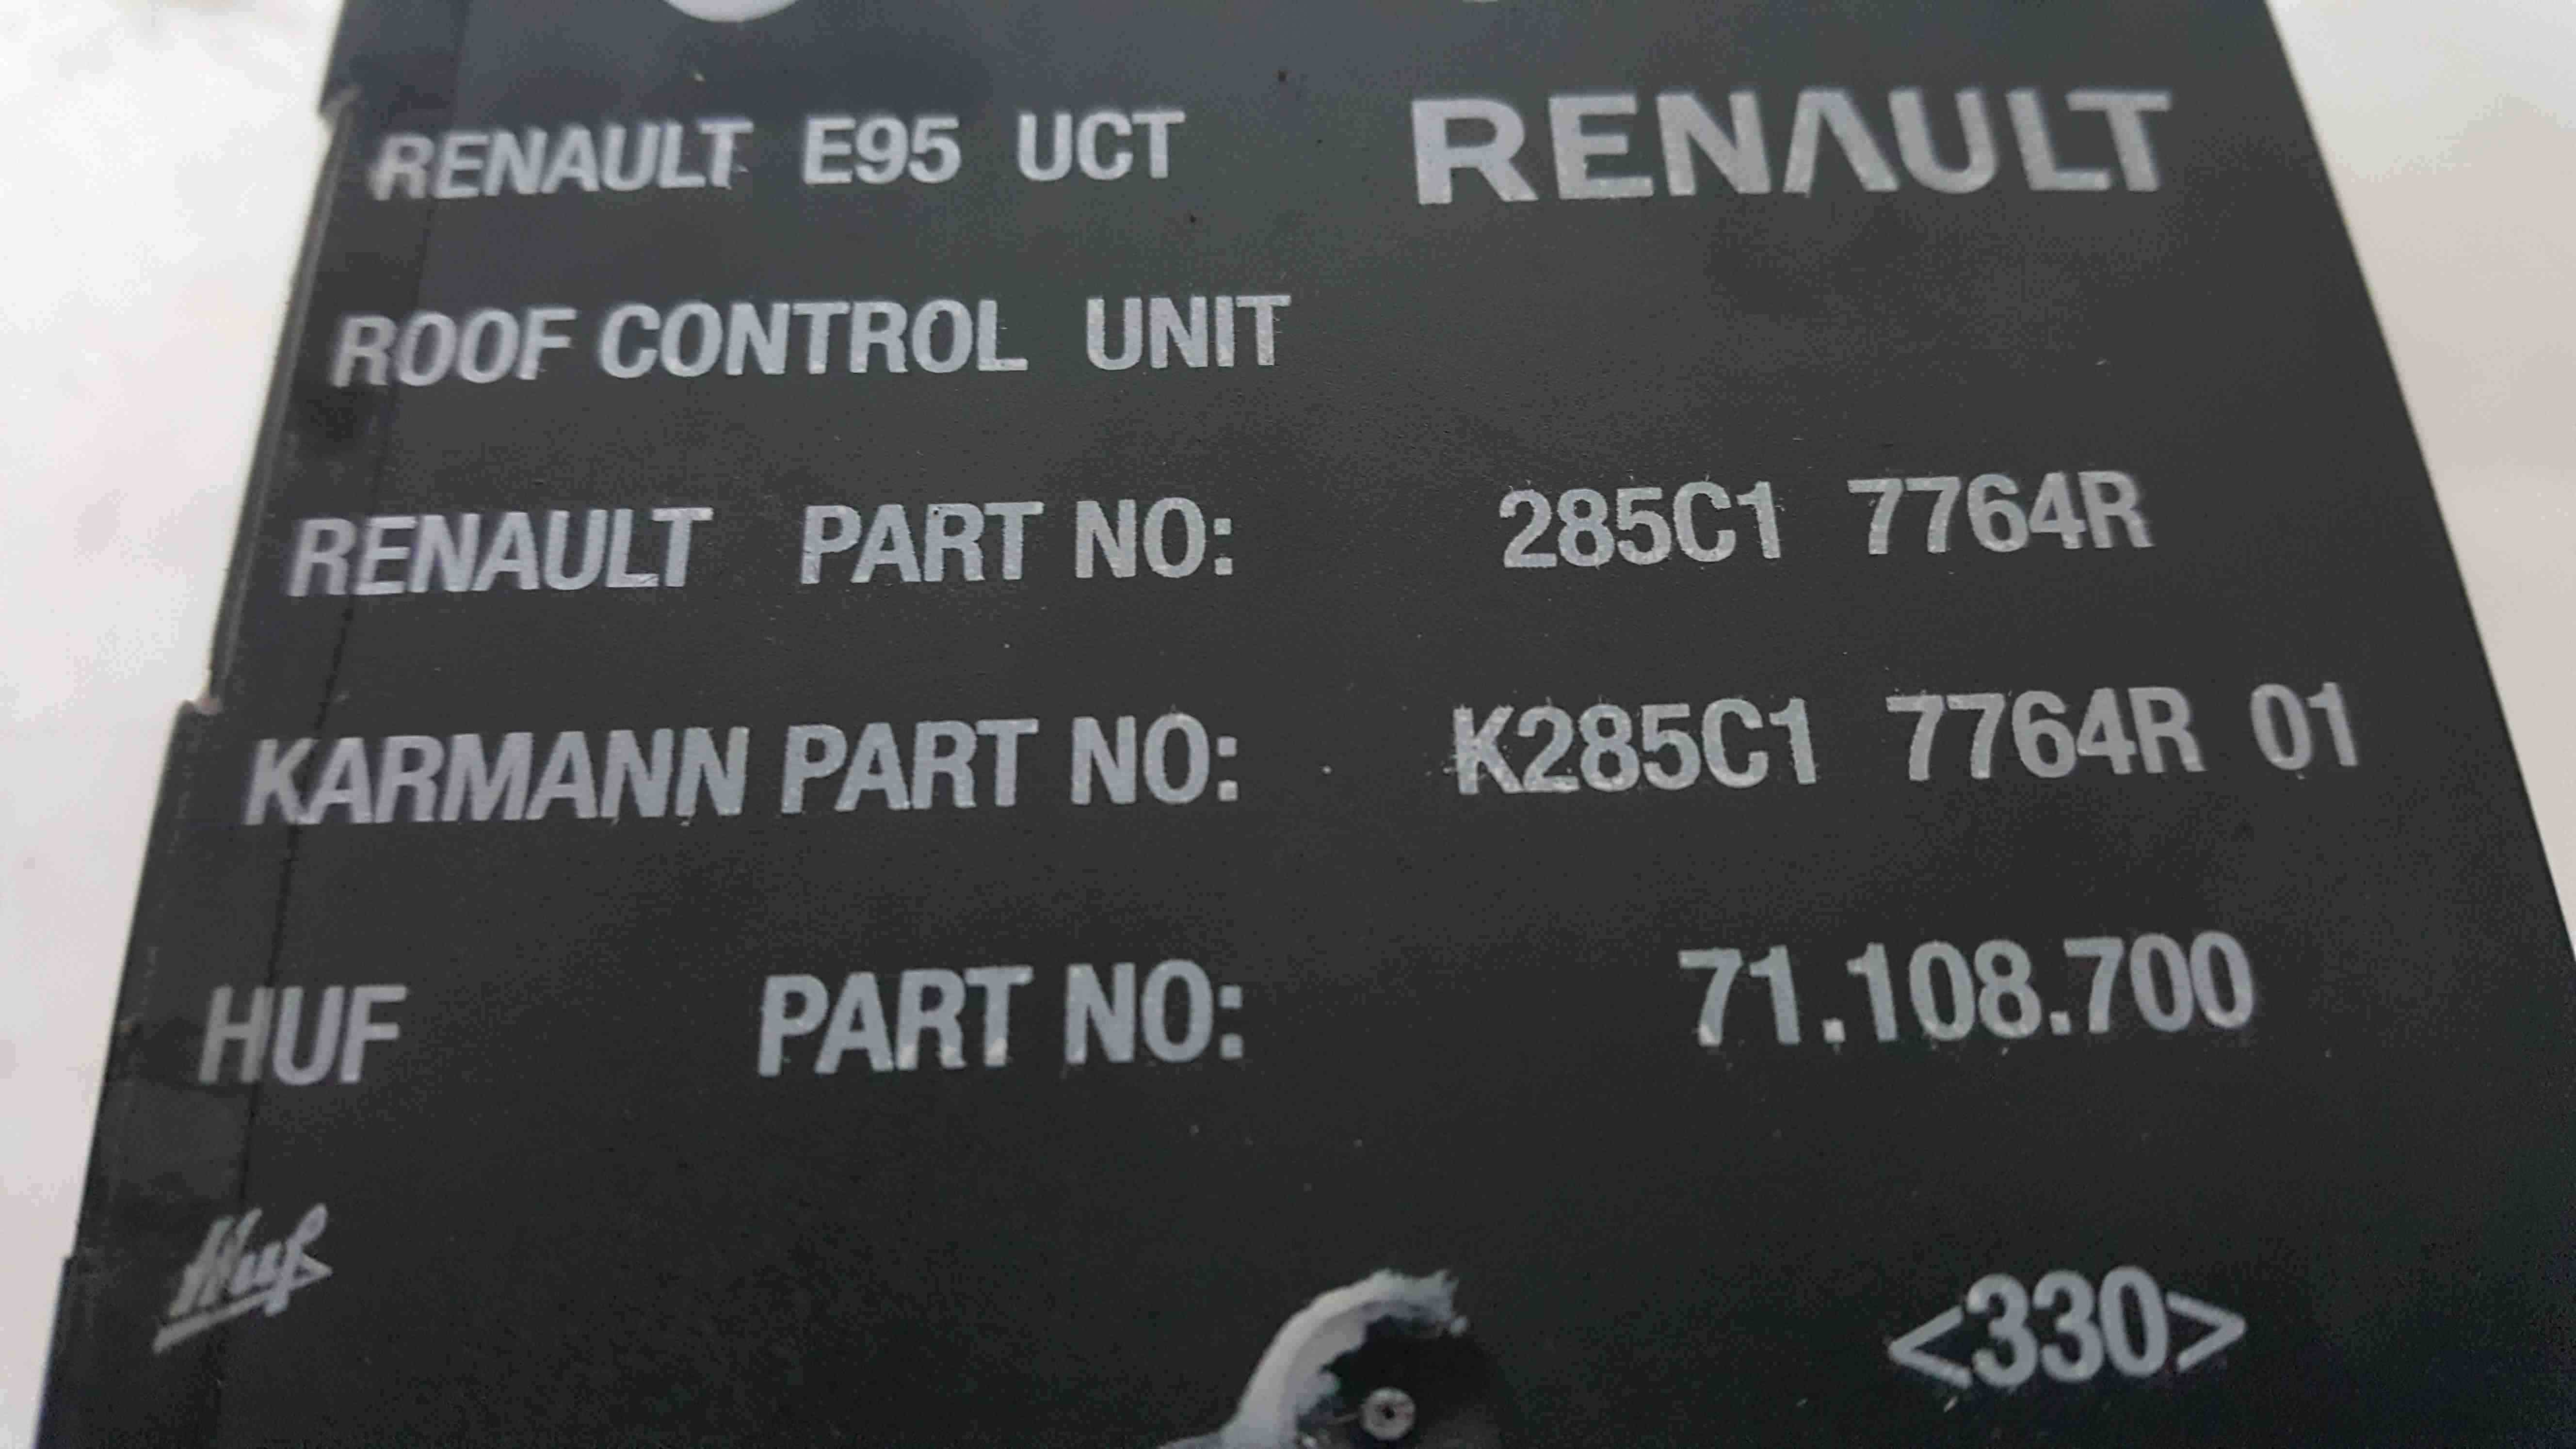 RENAULT E95 UCT RENAULT
ROOF CONTROL UNIT
RENAULT PART NO: 285C1 7764R
KARMANN PART NO: K285C1 7764R 01
HUF PART NO: 71.108.700
Huf
<330>